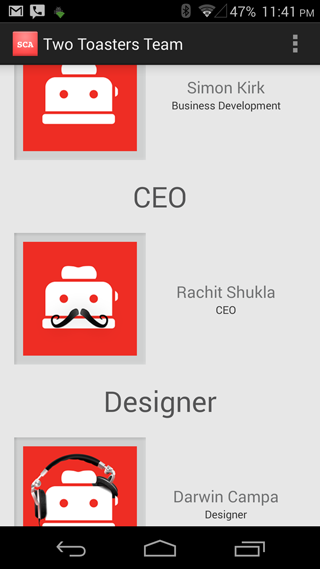 47% 11:41 PM
SCA Two Toasters Team
Simon Kirk
Business Development
CEO
Rachit Shukla
CEO
Designer
Darwin Campa
Designer